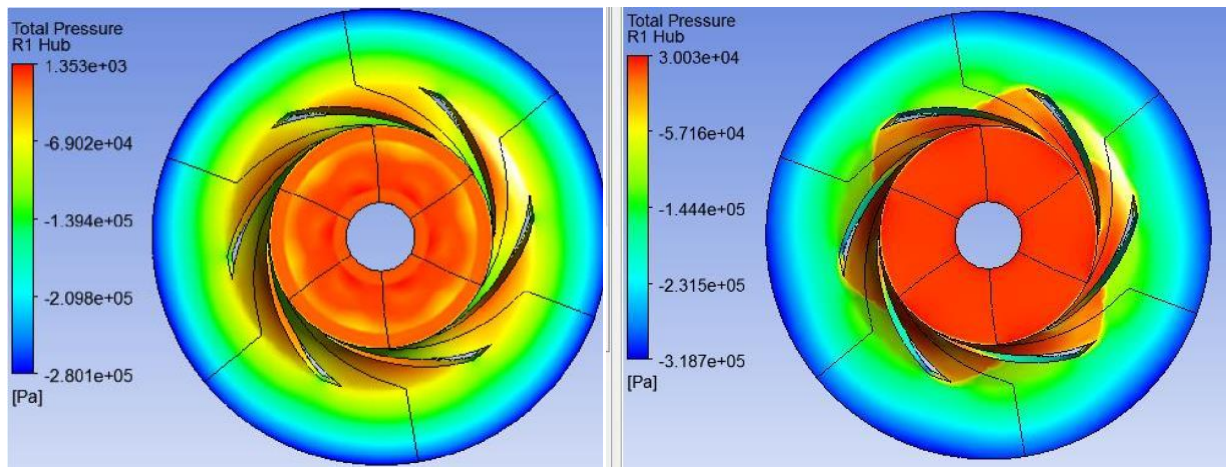 Total Pressure
R1 Hub
1.353e+03
-6.902e+04
-1.394e+05
-2.098e+05
-2.801e+05
[Pa]
Total Pressure
R1 Hub
3.003e+04
-5.716e+04
-1.444e+05
-2.315e+05
-3.187e+05
[Pa]